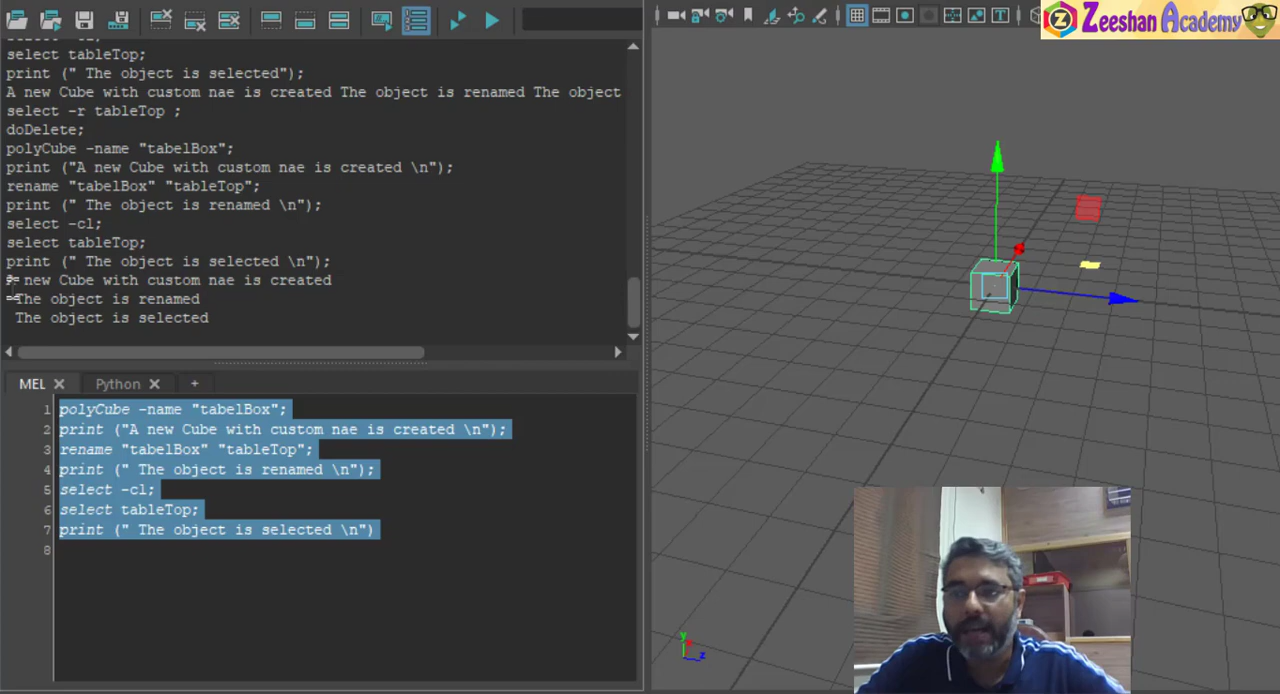 Zeeshan Academy
select tableTop;
print (" The object is selected");
A new Cube with custom nae is created The object is renamed The object
select -r tableTop ;
doDelete;
polyCube -name "tabelBox";
print ("A new Cube with custom nae is created \n");
rename "tabelBox" "tableTop";
print (" The object is renamed \n");
select -cl;
select tableTop;
print (" The object is selected \n");
new Cube with custom nae is created
The object is renamed
The object is selected
MEL
Python
1 polyCube -name "tabelBox";
2 print ("A new Cube with custom nae is created \n");
3 rename "tabelBox" "tableTop";
4 print (" The object is renamed \n");
5 select -cl;
6 select tableTop;
7 print (" The object is selected \n")
8
y
z